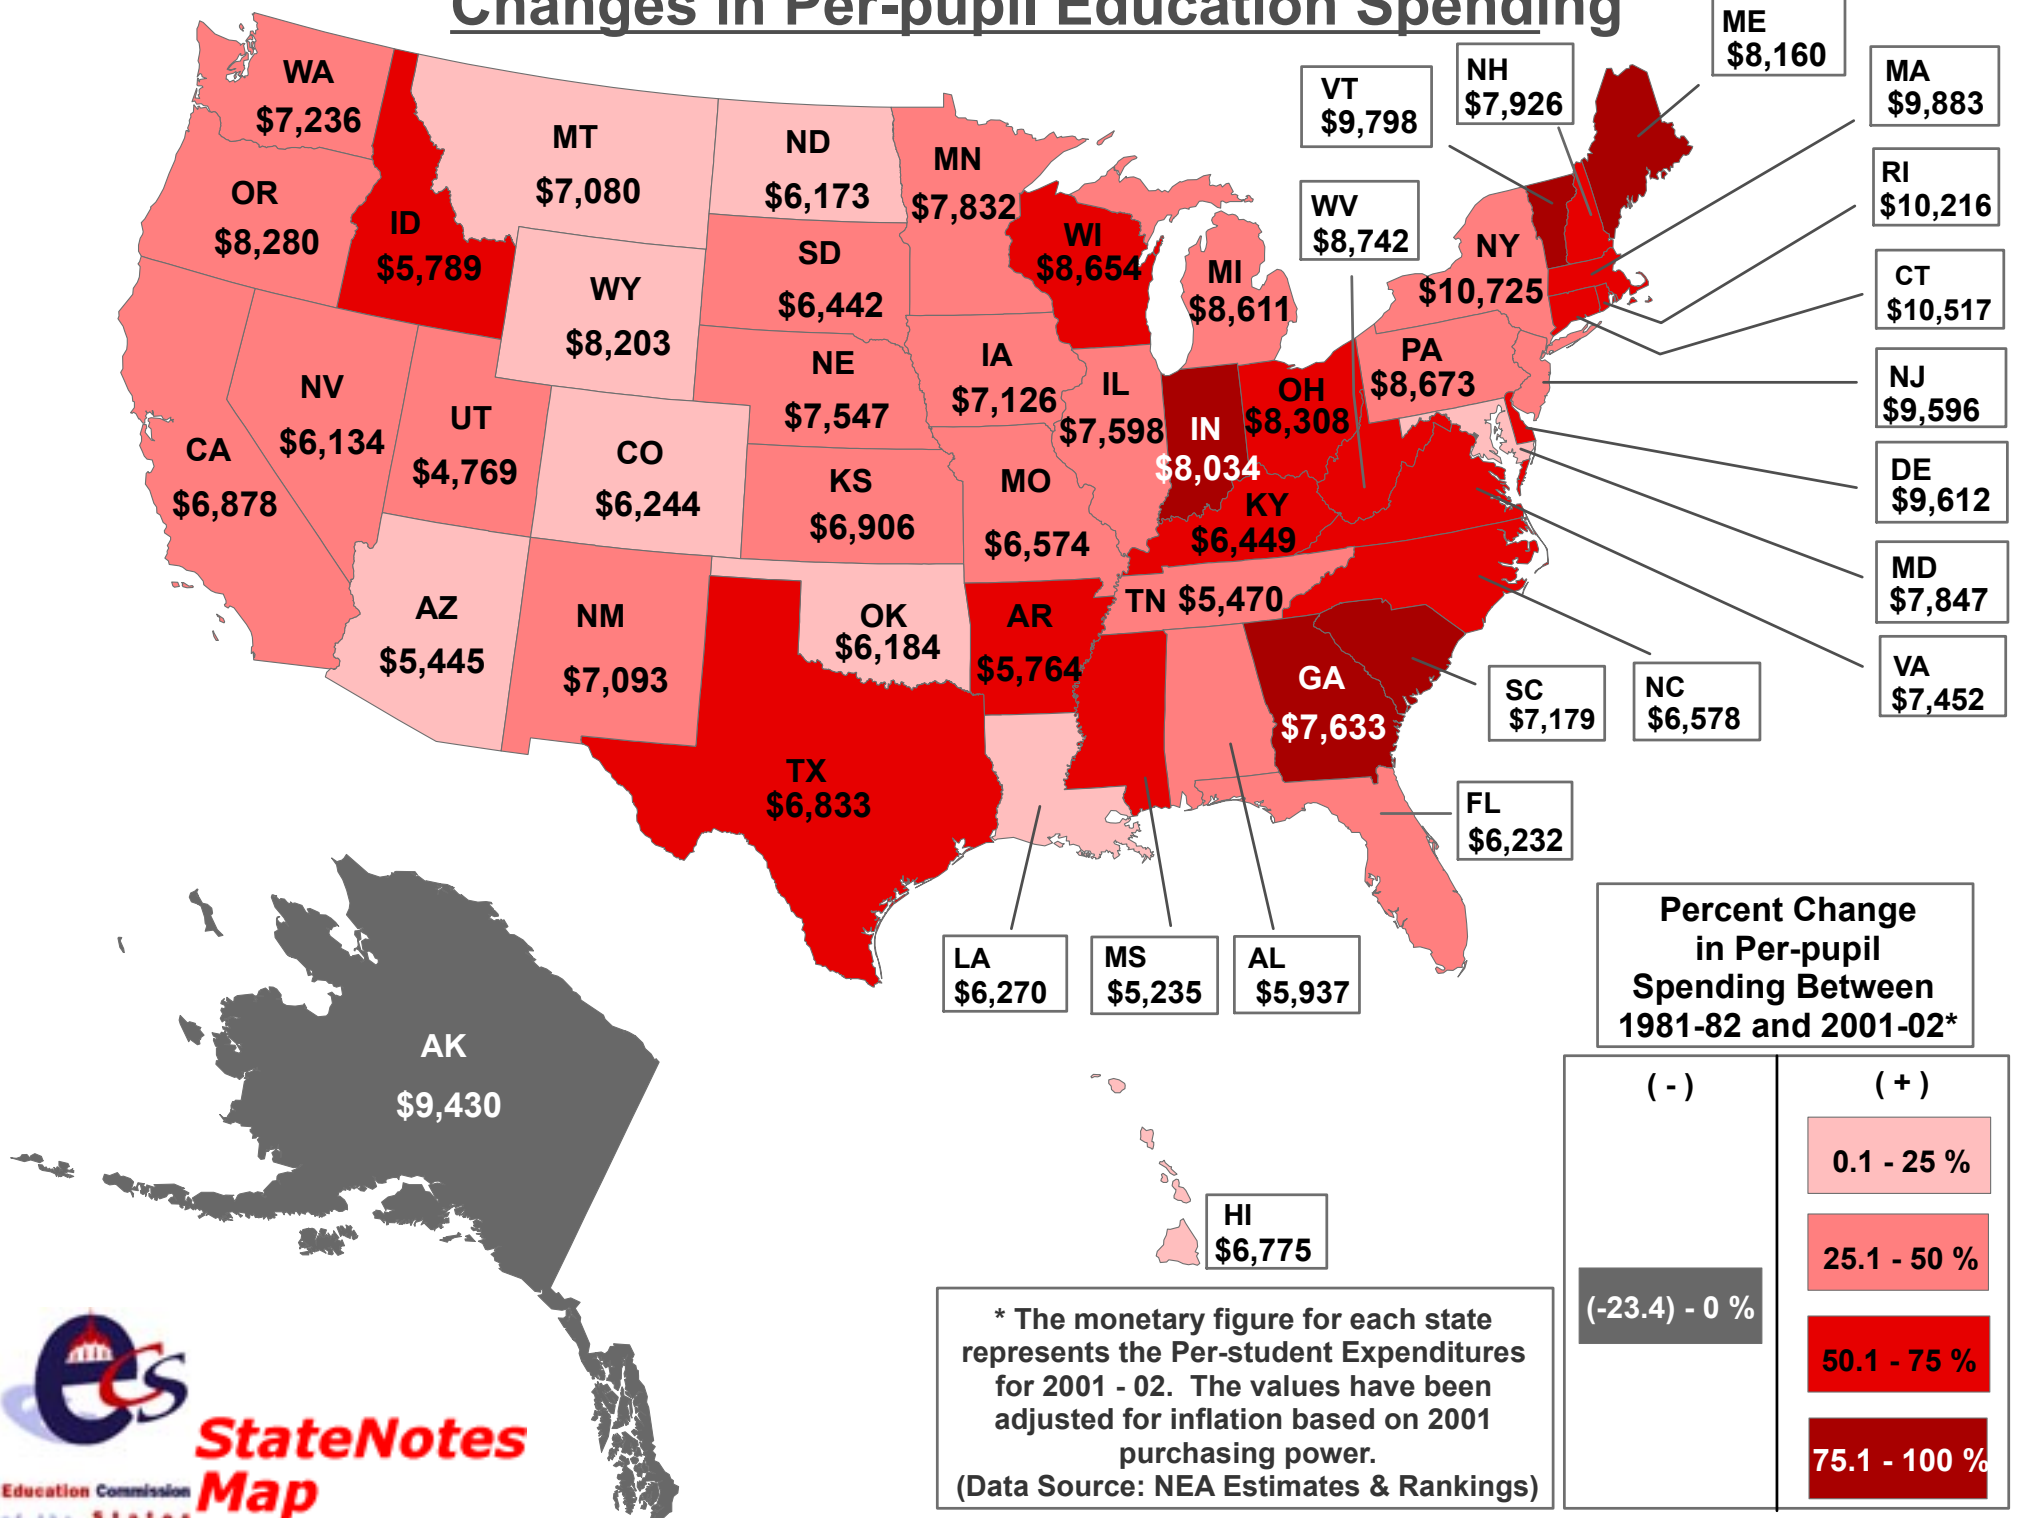 Changes in Per-pupil Education Spending
WA
$7,236
OR
$8,280
ID
$5,789
MT
$7,080
ND
$6,173
MN
$7,832
WI
$8,654
MI
$8,611
VT
$9,798
NH
$7,926
ME
$8,160
MA
$9,883
RI
$10,216
CT
$10,517
NJ
$9,596
DE
$9,612
MD
$7,847
VA
$7,452
WV
$8,742
NY
$10,725
PA
$8,673
SD
$6,442
WY
$8,203
NE
$7,547
IA
$7,126
IL
$7,598
IN
$8,034
OH
$8,308
KY
$6,449
NV
$6,134
UT
$4,769
CA
$6,878
CO
$6,244
KS
$6,906
MO
$6,574
TN $5,470
AZ
$5,445
NM
$7,093
OK
$6,184
AR
$5,764
GA
$7,633
SC
$7,179
NC
$6,578
TX
$6,833
FL
$6,232
LA
$6,270
MS
$5,235
AL
$5,937
AK
$9,430
HI
$6,775
Percent Change
in Per-pupil
Spending Between
1981-82 and 2001-02*
( - )
( + )
0.1 - 25 %
25.1 - 50 %
(-23.4) - 0 %
50.1 - 75 %
75.1 - 100 %
* The monetary figure for each state
represents the Per-student Expenditures
for 2001 - 02. The values have been
adjusted for inflation based on 2001
purchasing power.
(Data Source: NEA Estimates & Rankings)
ecs
StateNotes
Map
Education Commission
of the States